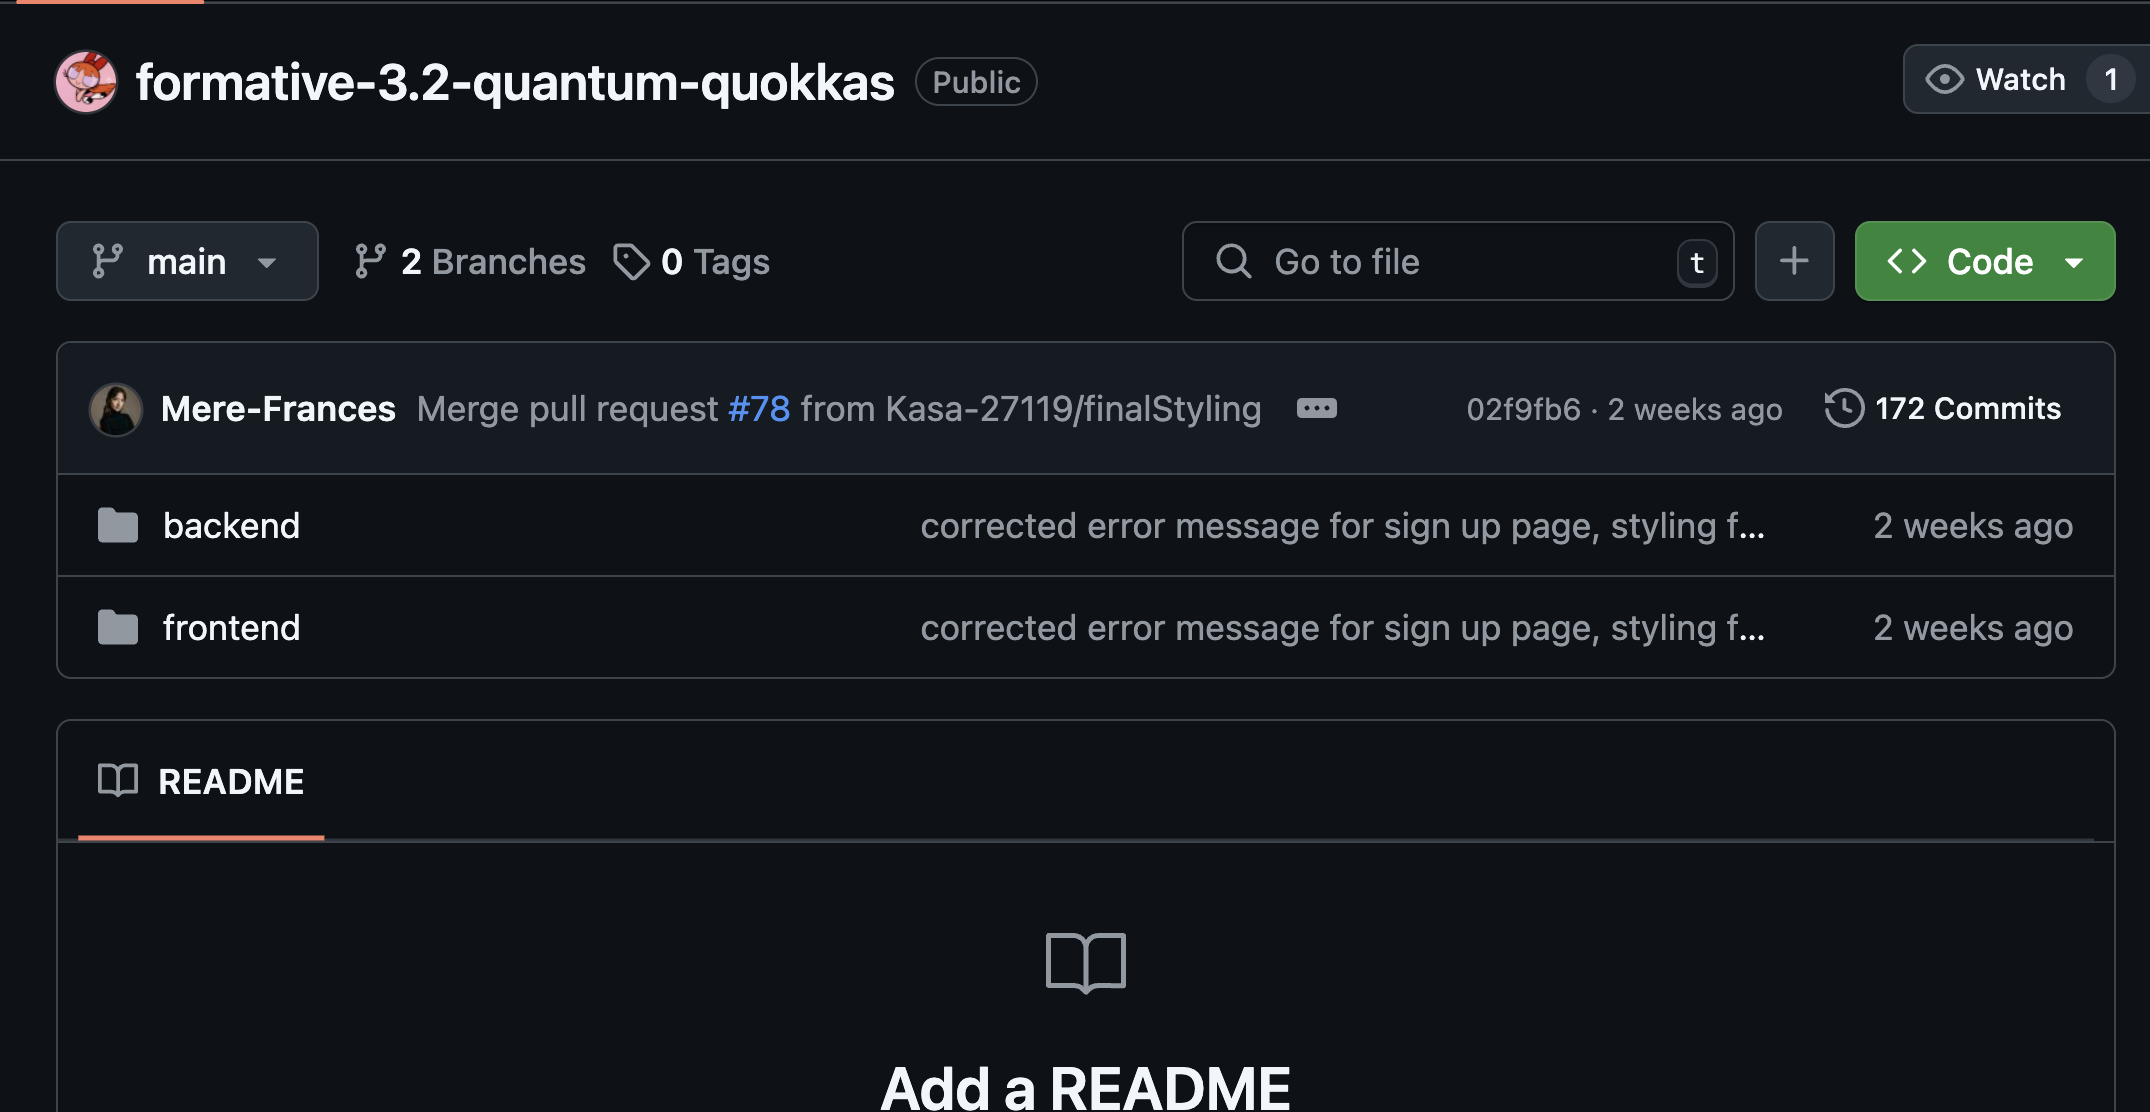 formative-3.2-quantum-quokkas Public Watch 1
main 2 Branches 0 Tags Go to file t Code
Mere-Frances Merge pull request #78 from Kasa-27119/finalStyling 02f9fb6 · 2 weeks ago 172 Commits
backend corrected error message for sign up page, styling f... 2 weeks ago
frontend corrected error message for sign up page, styling f... 2 weeks ago
README
Add a README